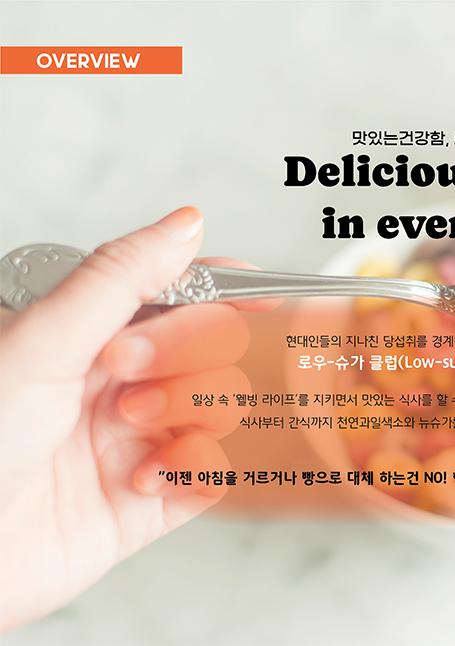 OVERVIEW
맛있는건강함,
Deliciou
in ever
현대인들의 지나친 당섭취를 경계
로우-슈가 클럽(Low-su
일상 속 '웰빙 라이프'를 지키면서 맛있는 식사를 할 수
식사부터 간식까지 천연과일색소와 뉴슈가를
"이젠 아침을 거르거나 빵으로 대체 하는건 NO!